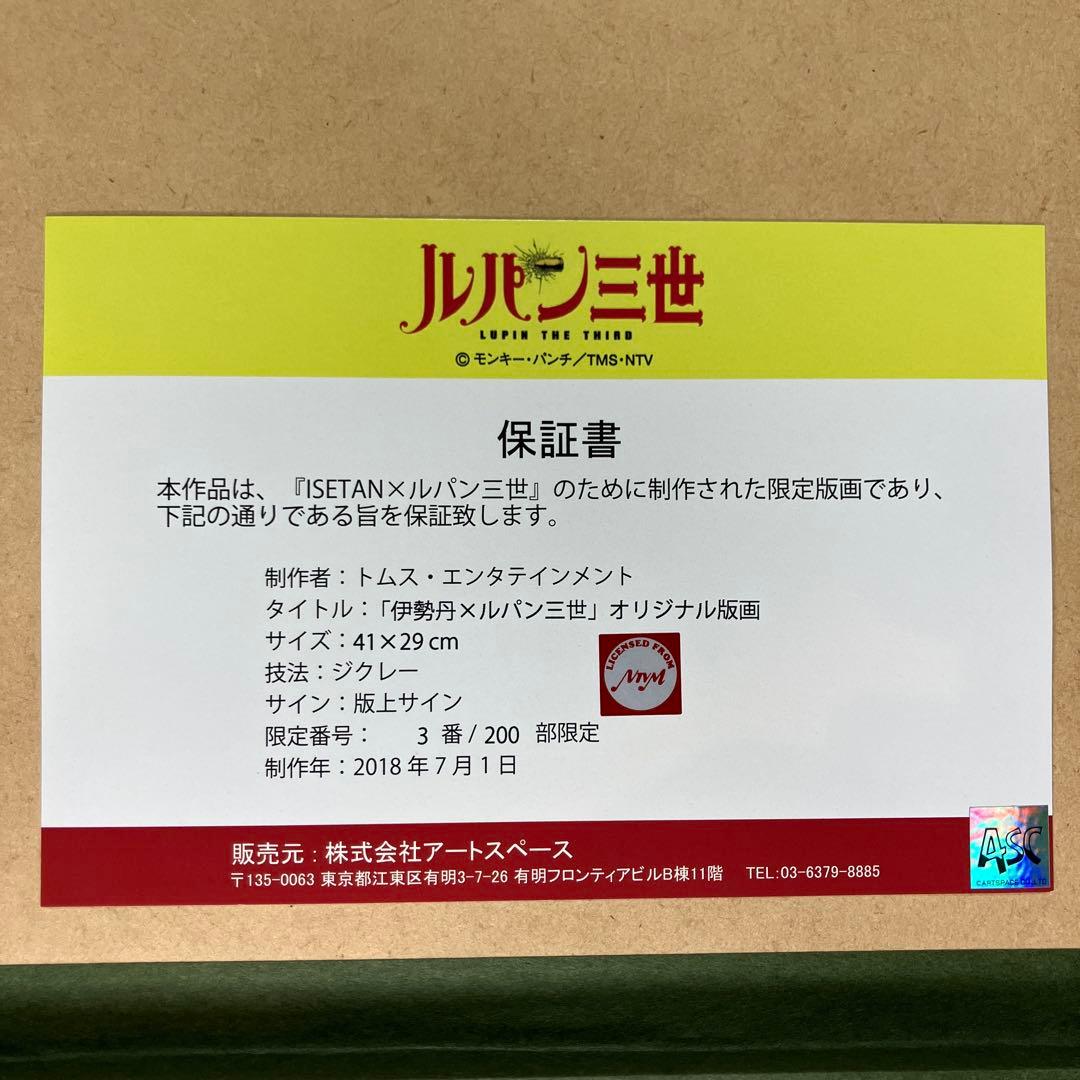 ルパン三世
LUPIN THE THIRD
© モンキー・パンチ／TMS・NTV
保証書
本作品は、『ISETAN×ルパン三世』のために制作された限定版画であり、
下記の通りである旨を保証致します。
制作者：トムス・エンタテインメント
タイトル：「伊勢丹×ルパン三世」オリジナル版画
サイズ：41×29 cm
技法：ジクレー
サイン：版上サイン
限定番号： 3 番 / 200 部限定
制作年：2018 年 7 月 1 日
LICENSED FROM
NTVM
販売元：株式会社アートスペース
〒135-0063 東京都江東区有明3-7-26 有明フロンティアビルB棟11階 TEL:03-6379-8885
ASC
CARTSPACE CO.,LTD